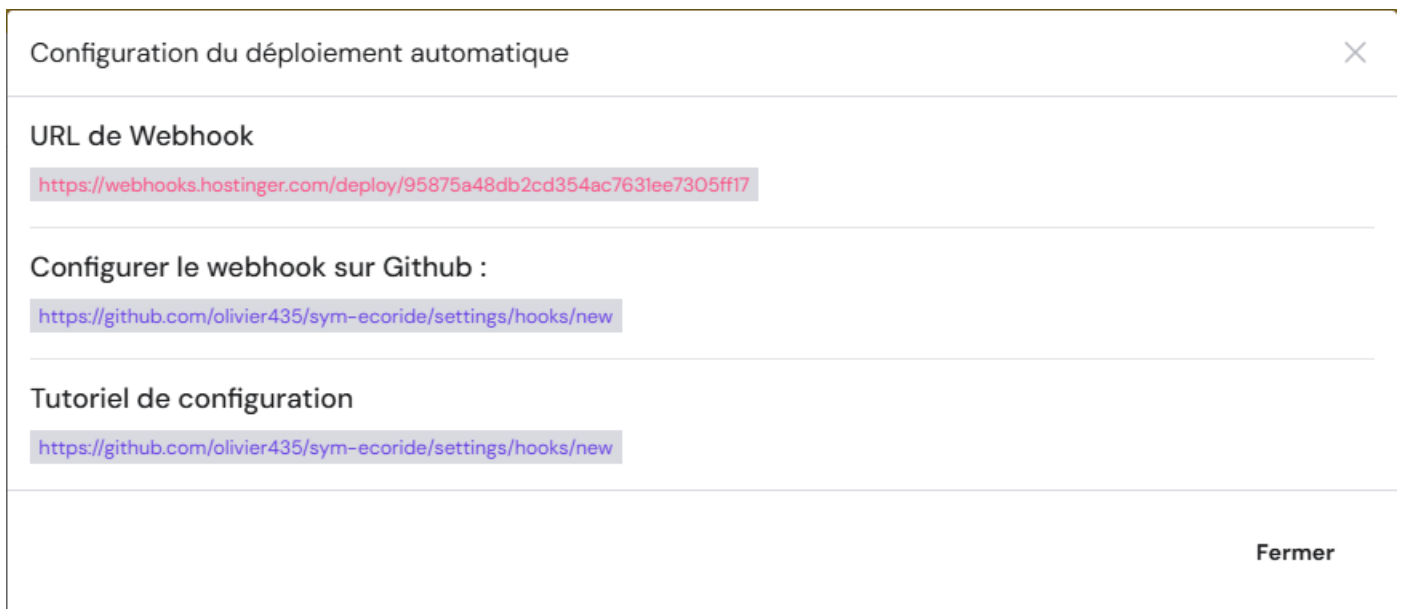 Configuration du déploiement automatique
URL de Webhook
https://webhooks.hostinger.com/deploy/95875a48db2cd354ac7631ee7305ff17
Configurer le webhook sur Github :
https://github.com/olivier435/sym-ecoride/settings/hooks/new
Tutoriel de configuration
https://github.com/olivier435/sym-ecoride/settings/hooks/new
Fermer